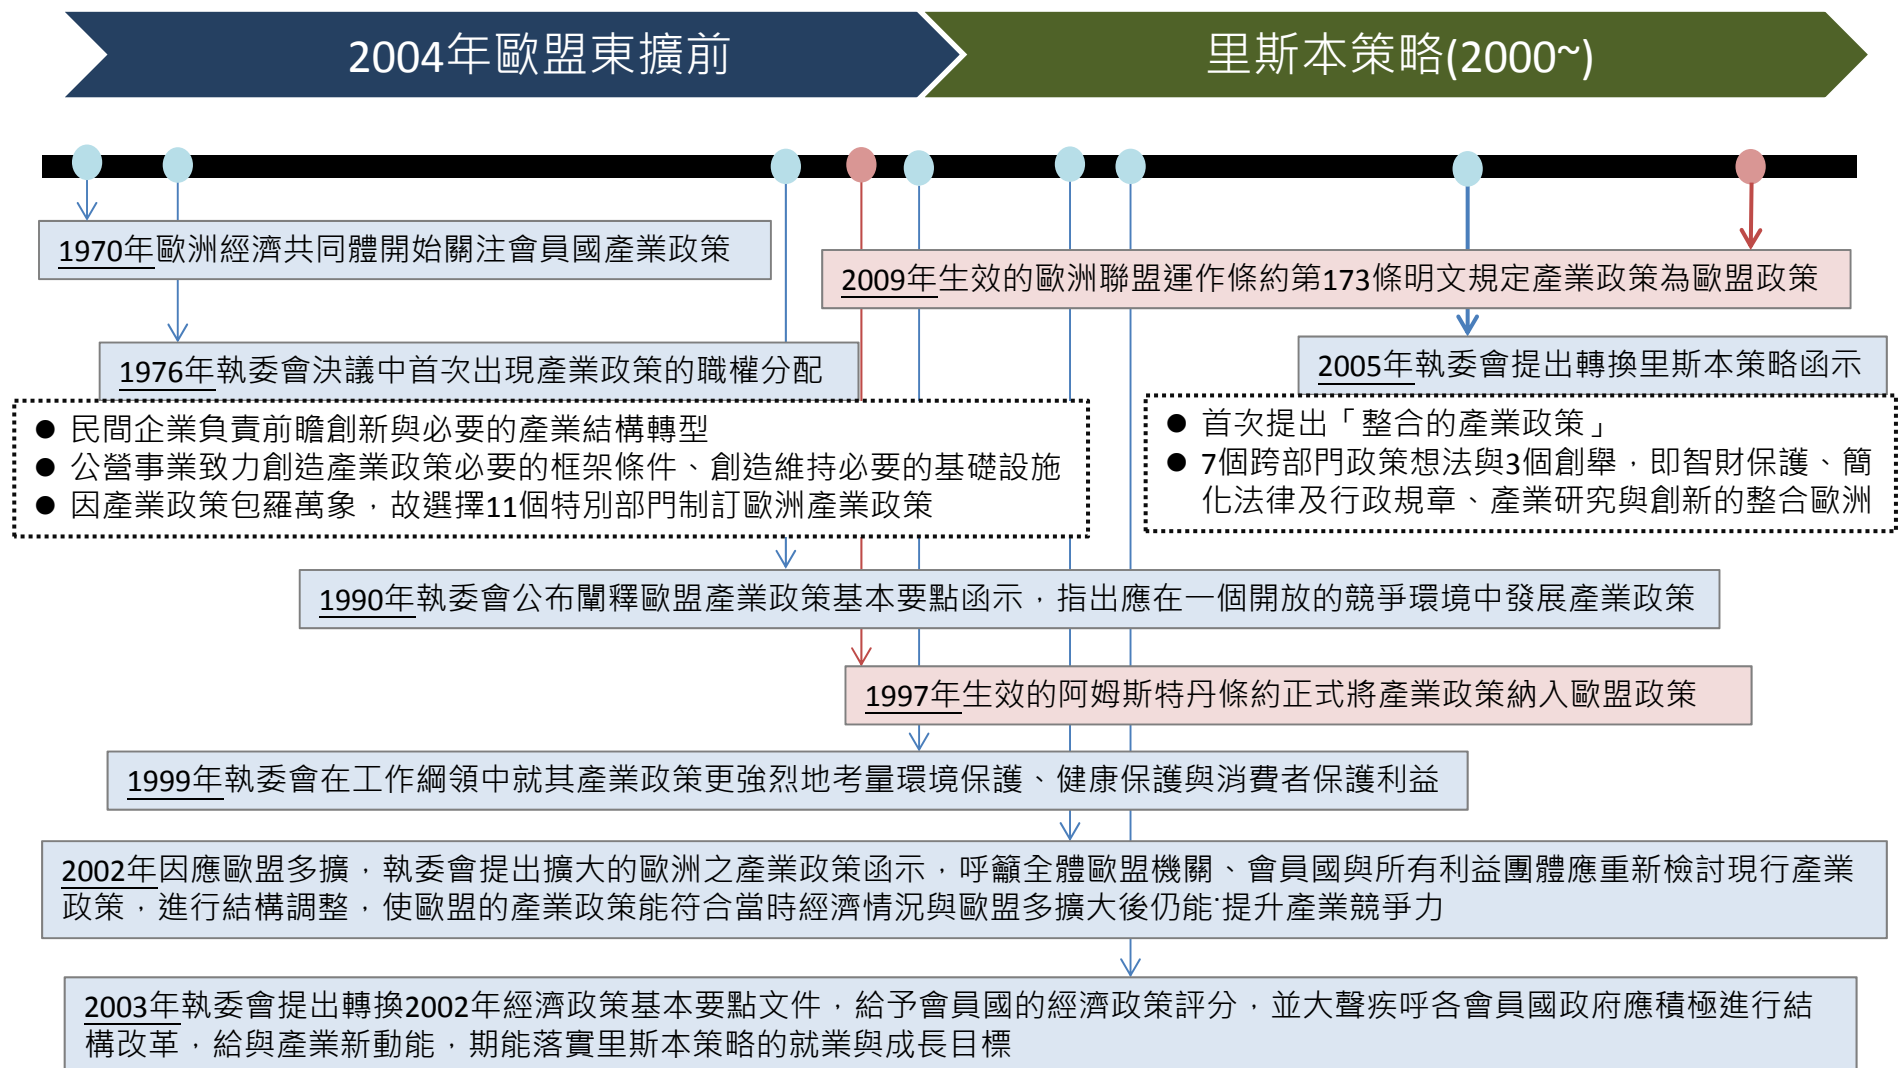 2004年歐盟東擴前
里斯本策略(2000~)
1970年歐洲經濟共同體開始關注會員國產業政策
2009年生效的歐洲聯盟運作條約第173條明文規定產業政策為歐盟政策
1976年執委會決議中首次出現產業政策的職權分配
2005年執委會提出轉換里斯本策略函示
● 民間企業負責前瞻創新與必要的產業結構轉型
● 公營事業致力創造產業政策必要的框架條件、創造維持必要的基礎設施
● 因產業政策包羅萬象，故選擇11個特別部門制訂歐洲產業政策
● 首次提出「整合的產業政策」
● 7個跨部門政策想法與3個創舉，即智財保護、簡
化法律及行政規章、產業研究與創新的整合歐洲
1990年執委會公布闡釋歐盟產業政策基本要點函示，指出應在一個開放的競爭環境中發展產業政策
1997年生效的阿姆斯特丹條約正式將產業政策納入歐盟政策
1999年執委會在工作綱領中就其產業政策更強烈地考量環境保護、健康保護與消費者保護利益
2002年因應歐盟多擴，執委會提出擴大的歐洲之產業政策函示，呼籲全體歐盟機關、會員國與所有利益團體應重新檢討現行產業
政策，進行結構調整，使歐盟的產業政策能符合當時經濟情況與歐盟多擴大後仍能˙提升產業競爭力
2003年執委會提出轉換2002年經濟政策基本要點文件，給予會員國的經濟政策評分，並大聲疾呼各會員國政府應積極進行結
構改革，給與產業新動能，期能落實里斯本策略的就業與成長目標